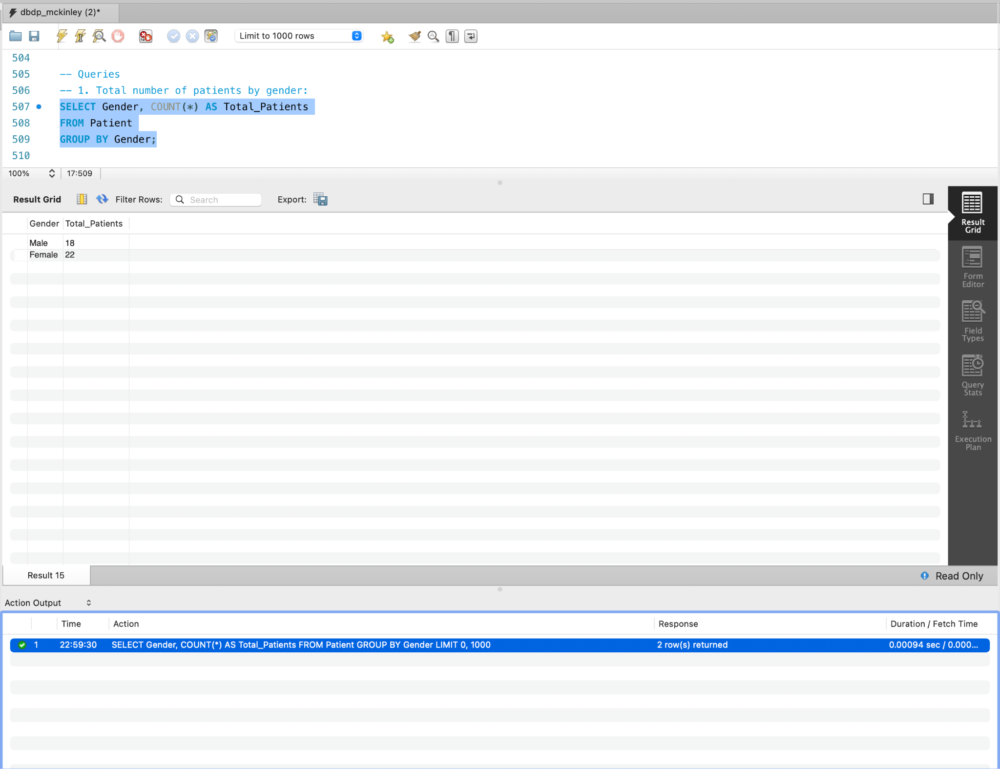 dbdp_mckinley (2)*
Limit to 1000 rows
504
505 -- Queries
506 -- 1. Total number of patients by gender:
507 SELECT Gender, COUNT(*) AS Total_Patients
508 FROM Patient
509 GROUP BY Gender;
510
100% 17:509
Result Grid Filter Rows: Search Export:
Gender Total_Patients
Male 18
Female 22
Result
Grid
Form
Editor
Field
Types
Query
Stats
Execution
Plan
Result 15 Read Only
Action Output
Time Action Response Duration / Fetch Time
1 22:59:30 SELECT Gender, COUNT(*) AS Total_Patients FROM Patient GROUP BY Gender LIMIT 0, 1000 2 row(s) returned 0.00094 sec / 0.000...